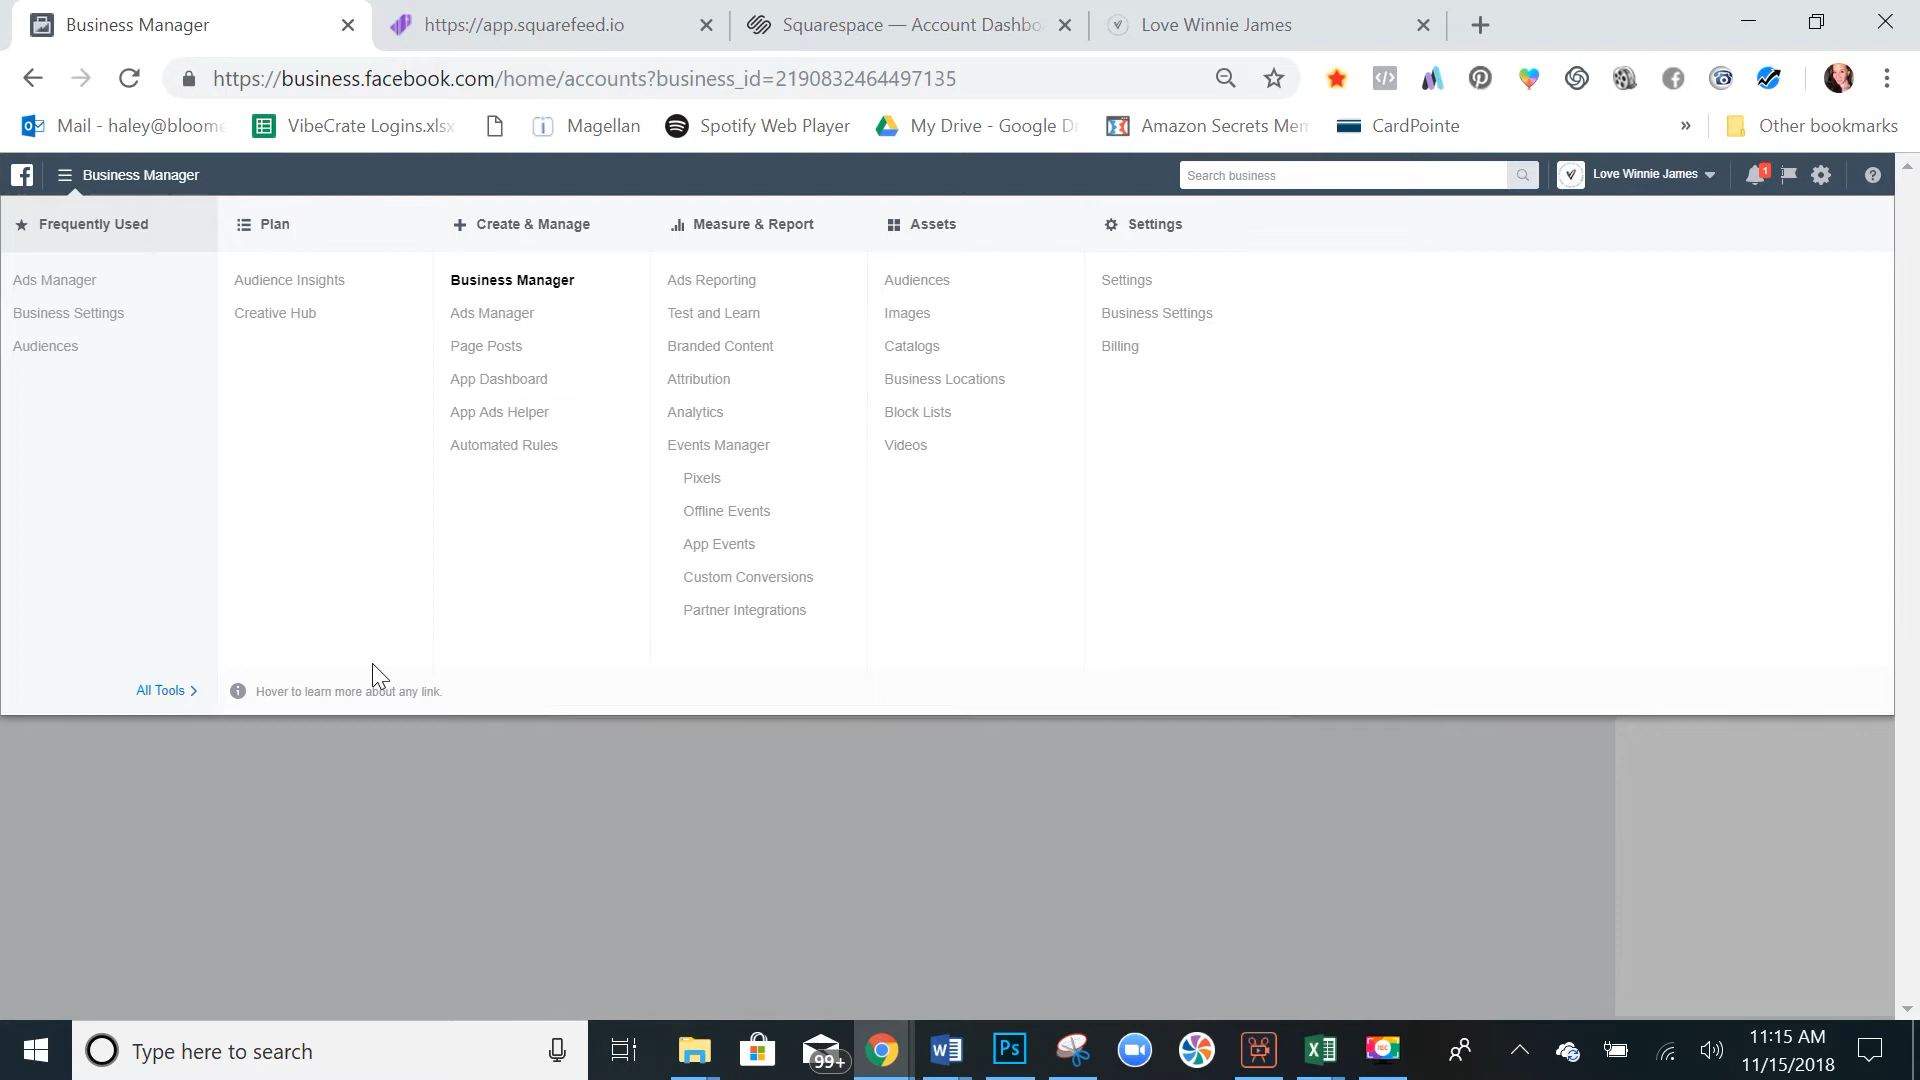 Business Manager
https://app.squarefeed.io
Squarespace — Account Dashbo
Love Winnie James
https://business.facebook.com/home/accounts?business_id=2190832464497135
Mail - haley@bloome
VibeCrate Logins.xlsx
Magellan
Spotify Web Player
My Drive - Google Dr
Amazon Secrets Mem
CardPointe
»
Other bookmarks
Business Manager
Search business
Love Winnie James
1
Frequently Used
Ads Manager
Business Settings
Audiences
All Tools
Plan
Audience Insights
Creative Hub
Create & Manage
Business Manager
Ads Manager
Page Posts
App Dashboard
App Ads Helper
Automated Rules
Measure & Report
Ads Reporting
Test and Learn
Branded Content
Attribution
Analytics
Events Manager
Pixels
Offline Events
App Events
Custom Conversions
Partner Integrations
Assets
Audiences
Images
Catalogs
Business Locations
Block Lists
Videos
Settings
Settings
Business Settings
Billing
Hover to learn more about any link.
Type here to search
99+
Ps
11:15 AM
11/15/2018